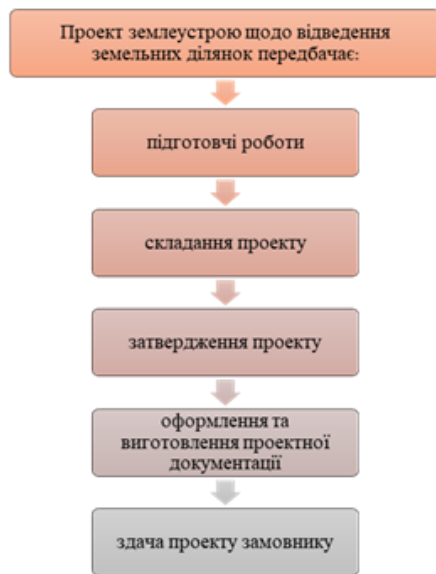 Проект землеустрою щодо відведення
земельних ділянок передбачає:
підготовчі роботи
складання проекту
затвердження проекту
оформлення та
виготовлення проектної
документації
здача проекту замовнику